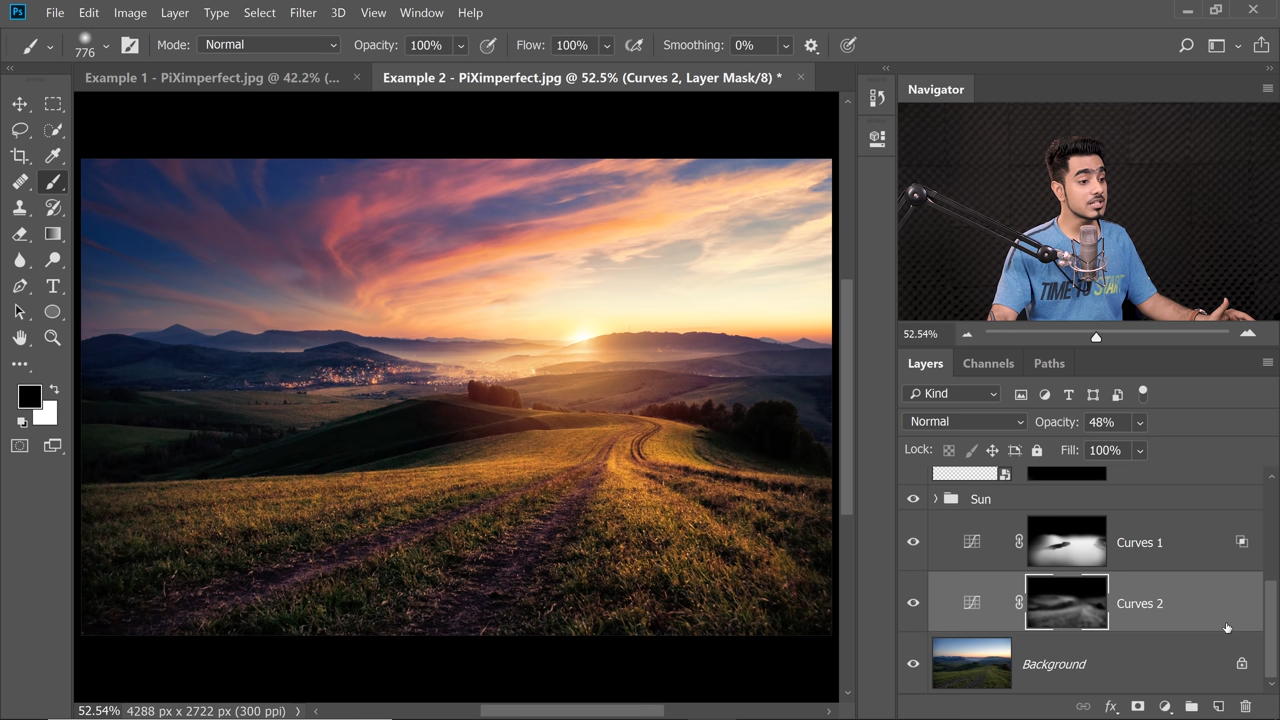 Ps File Edit Image Layer Type Select Filter 3D View Window Help
776 Mode: Normal Opacity: 100% Flow: 100% Smoothing: 0%
Example 1 - PiXimperfect.jpg @ 42.2% (... Example 2 - PiXimperfect.jpg @ 52.5% (Curves 2, Layer Mask/8) *
Navigator
TIME TO START
52.54%
Layers Channels Paths
Kind
Normal Opacity: 48%
Lock: Fill: 100%
Sun
Curves 1
Curves 2
Background
fx
52.54% 4288 px x 2722 px (300 ppi)